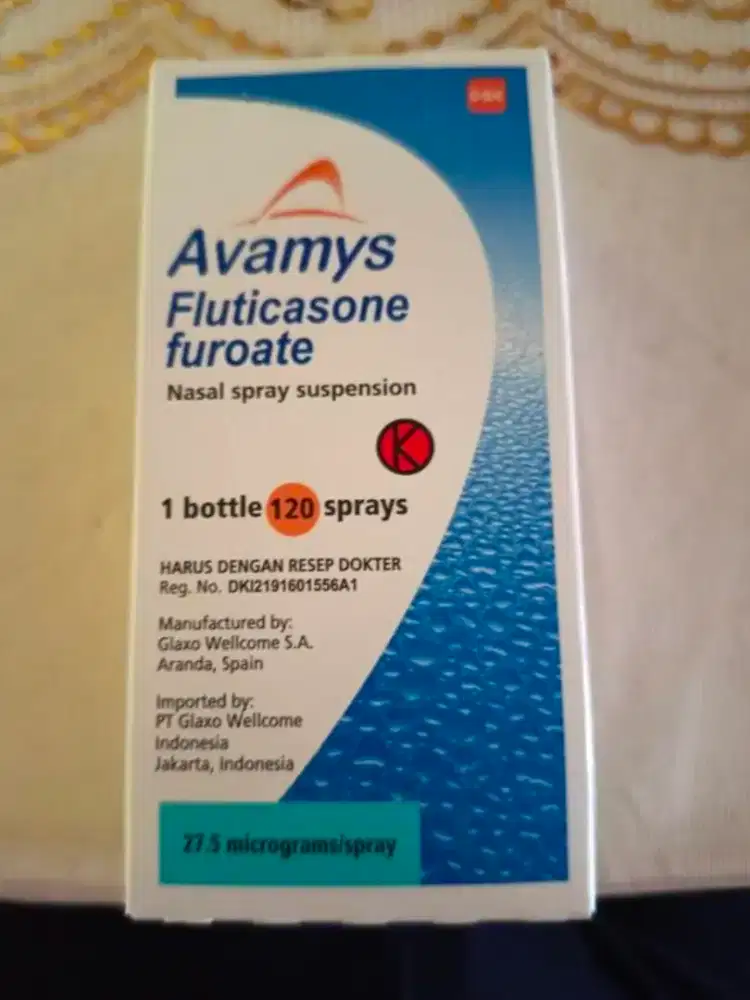 gsk
Avamys
Fluticasone
furoate
Nasal spray suspension
K
1 bottle 120 sprays
HARUS DENGAN RESEP DOKTER
Reg. No. DKI2191601556A1
Manufactured by:
Glaxo Wellcome S.A.
Aranda, Spain
Imported by:
PT Glaxo Wellcome
Indonesia
Jakarta, Indonesia
27.5 micrograms/spray